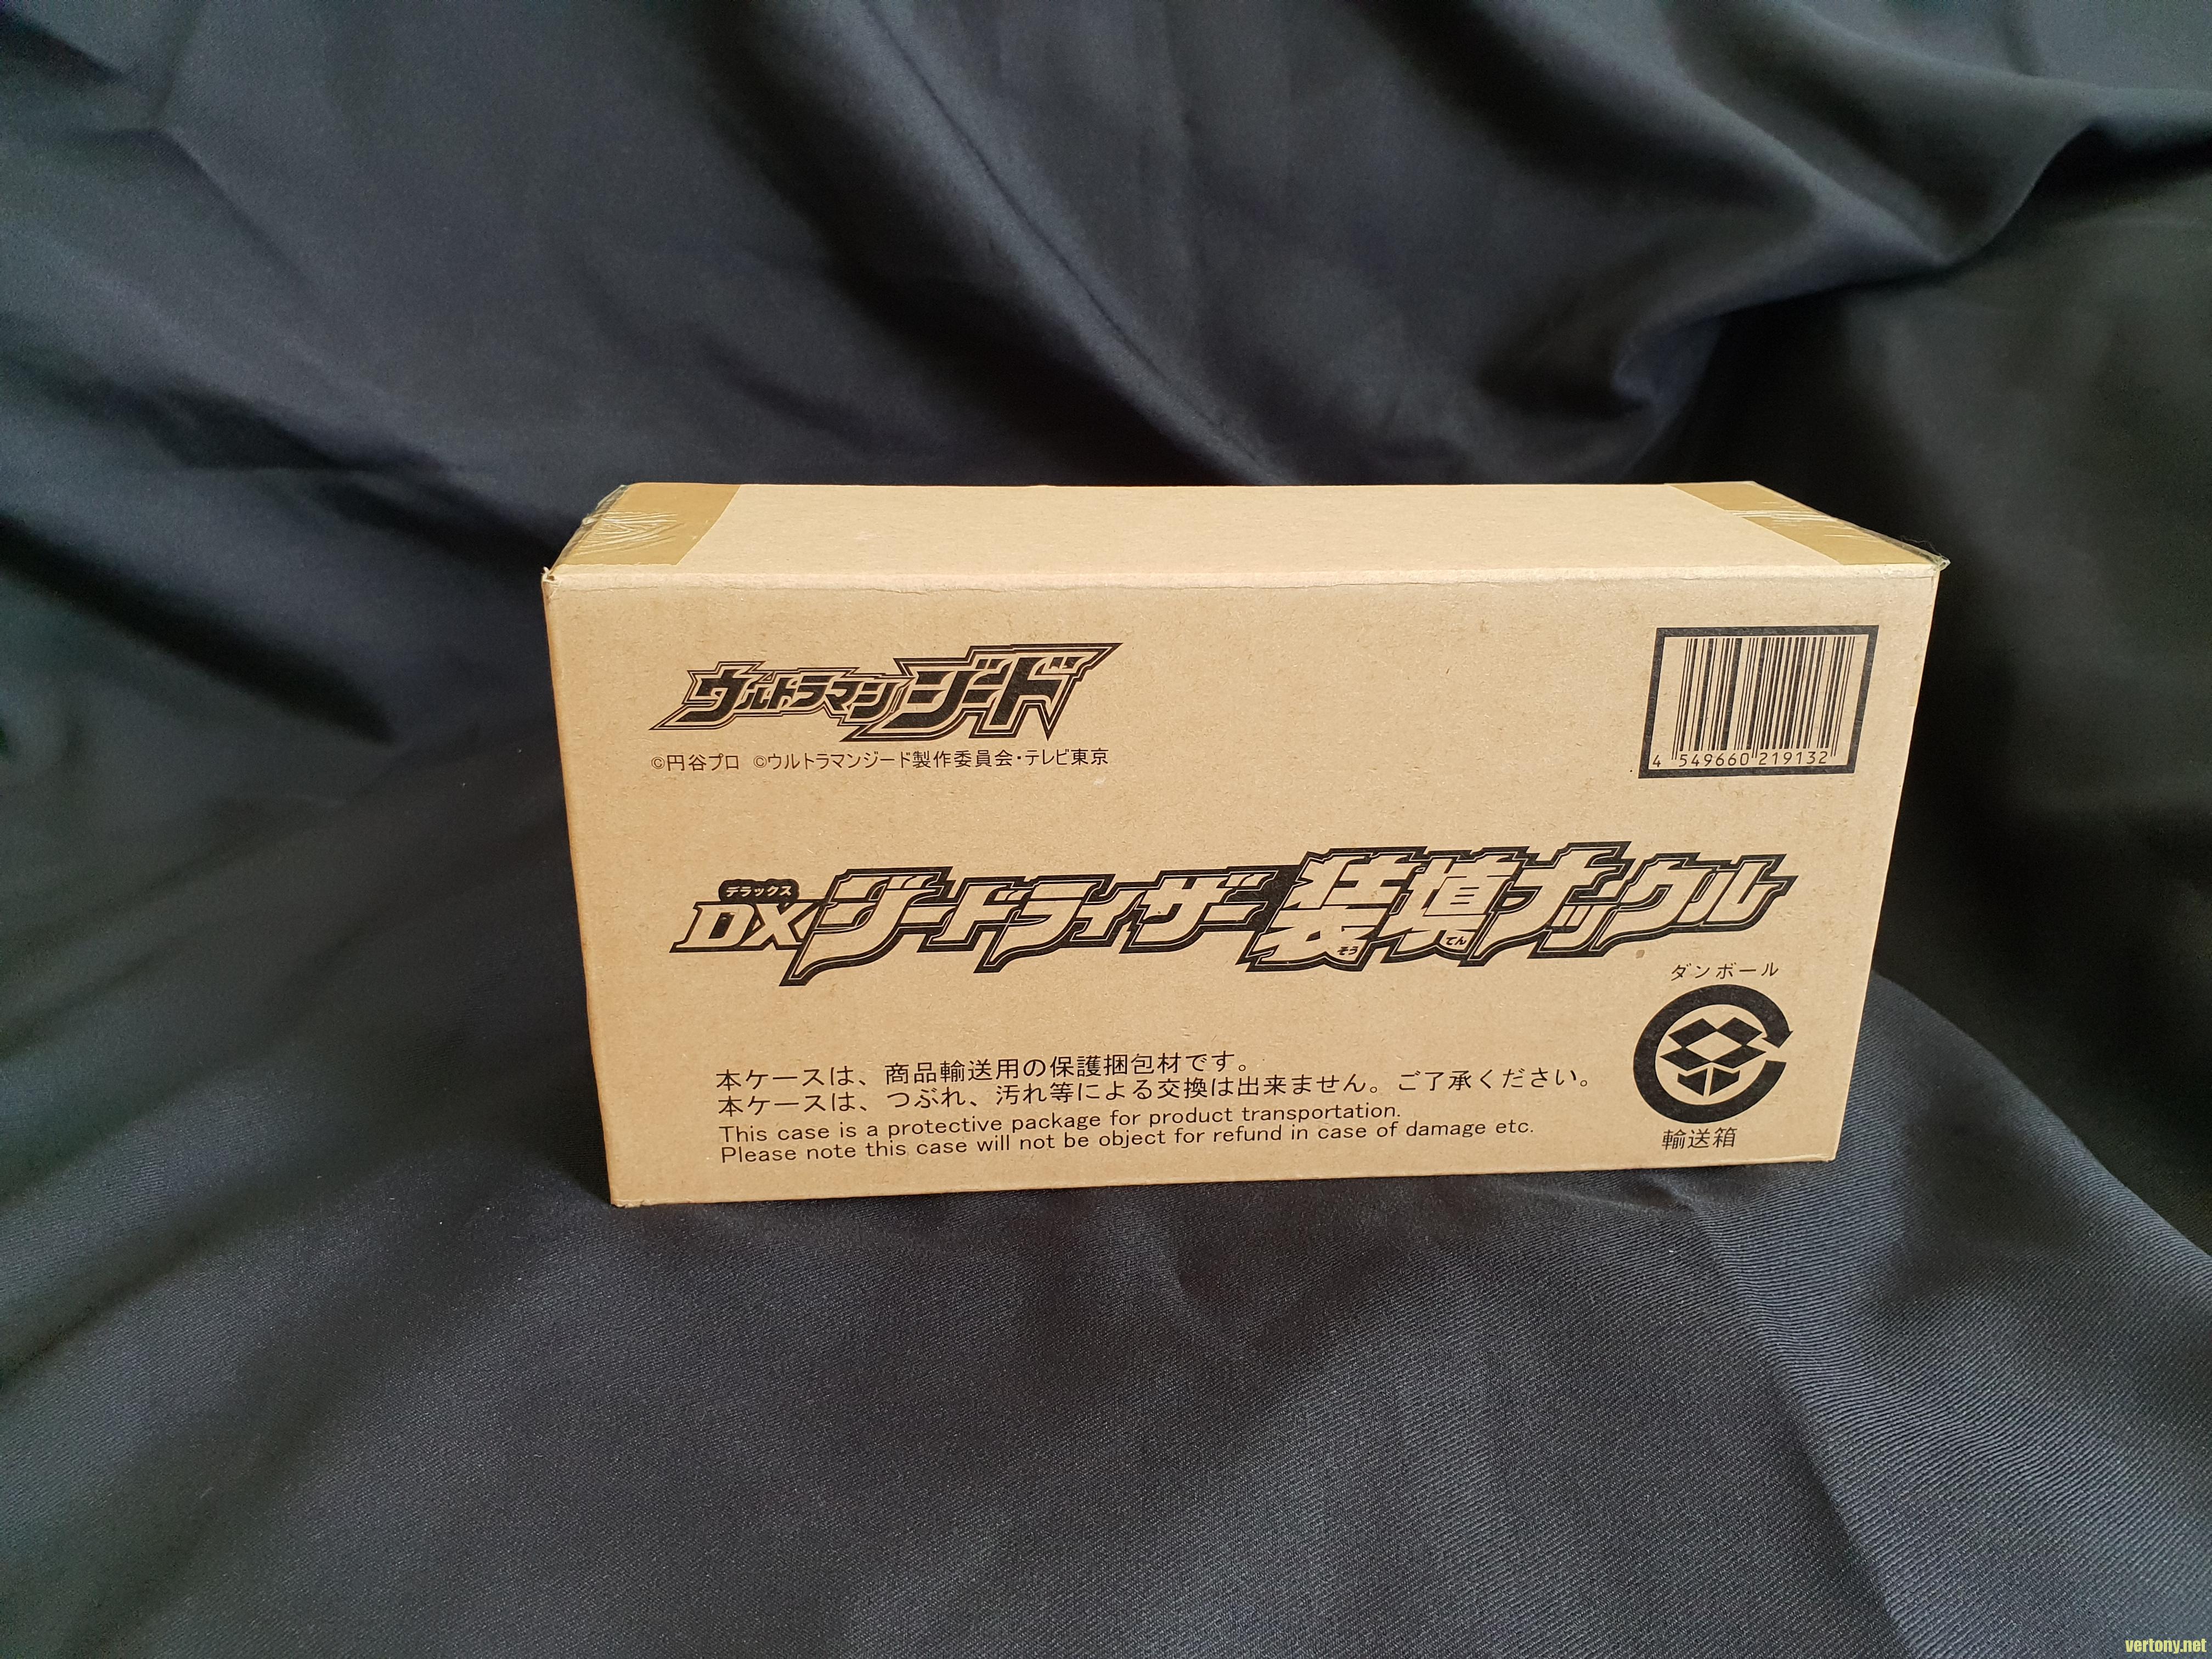 ウルトラマンジード
©円谷プロ ©ウルトラマンジード製作委員会・テレビ東京
4 549660 219132
デラックス
DXジードライザー装填ナックル
そう てん
ダンボール
本ケースは、商品輸送用の保護捆包材です。
本ケースは、つぶれ、汚れ等による交換は出来ません。ご了承ください。
This case is a protective package for product transportation.
Please note this case will not be object for refund in case of damage etc.
輸送箱
vertony.net